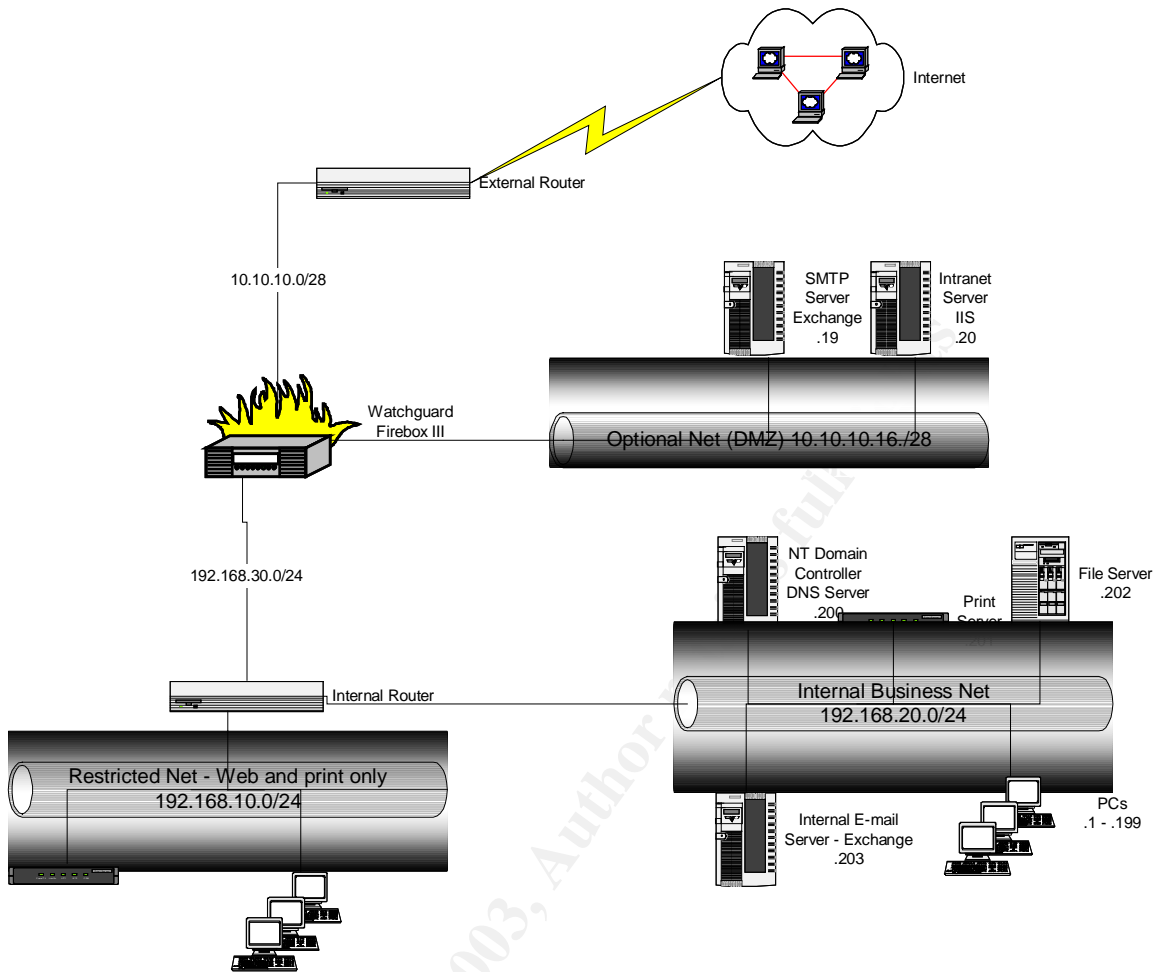 Internet
External Router
10.10.10.0/28
SMTP
Server
Exchange
.19
Intranet
Server
IIS
.20
Watchguard
Firebox III
Optional Net (DMZ) 10.10.10.16./28
192.168.30.0/24
NT Domain
Controller
DNS Server
.200
Print
Server
File Server
.202
Internal Router
Internal Business Net
192.168.20.0/24
Restricted Net - Web and print only
192.168.10.0/24
Internal E-mail
Server - Exchange
.203
PCs
.1 - .199
003, Author